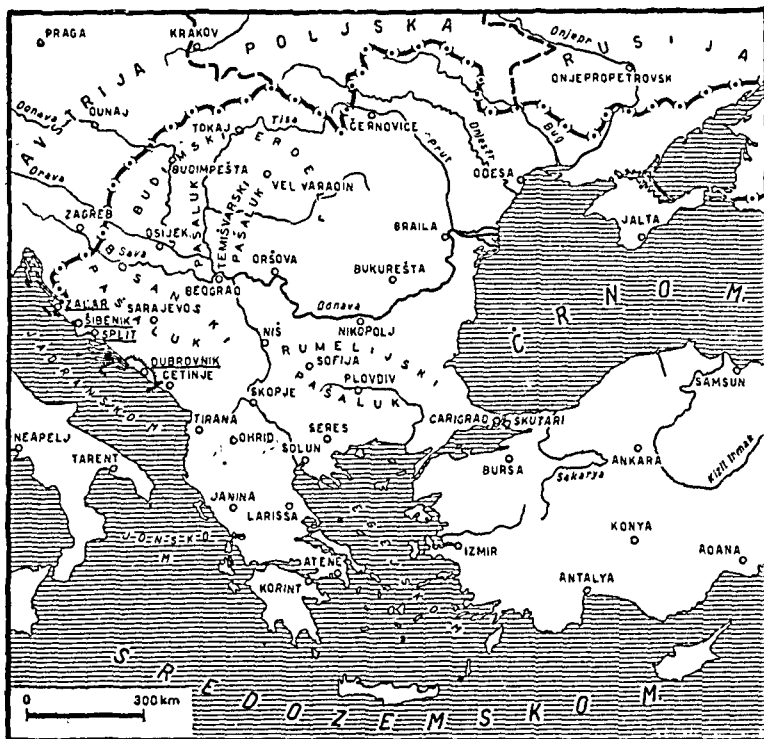 PRAGA
KRAKOV
POLJSKA
Dnjepr
RUSIJA
AVSTRIJA
DNJEPROPETROVSK
Donava
DUNAJ
TOKAJ
Tisa
ČERNOVICE
Prut
Dnjestr
Bug
ODESA
BUDIMSKI
PAŠALUK
BUDIMPEŠTA
ERDELJ
VEL. VARADIN
Drava
ZAGREB
OSIJEK
TEMIŠVARSKI
PAŠALUK
BRAILA
JALTA
Sava
ORŠOVA
BEOGRAD
BUKUREŠTA
BOSANSKI
PAŠALUK
ZADAR
SARAJEVO
ŠIBENIK
SPLIT
Donava
NIKOPOLJ
NIŠ
RUMELIJSKI
PAŠALUK
SOFIJA
ČRNO M.
DUBROVNIK
CETINJE
PLOVDIV
SAMSUN
JADRANSKO M.
SKOPJE
CARIGRAD
SKUTARI
TIRANA
OHRID
SERES
SOLUN
NEAPELJ
TARENT
BURSA
Sakarya
ANKARA
Kizil Irmak
JANINA
LARISSA
JONSKO
M.
EGEJSKO M.
IZMIR
KONYA
ADANA
ATENE
KORINT
ANTALYA
SREDOZEMSKO M.
0 300 km